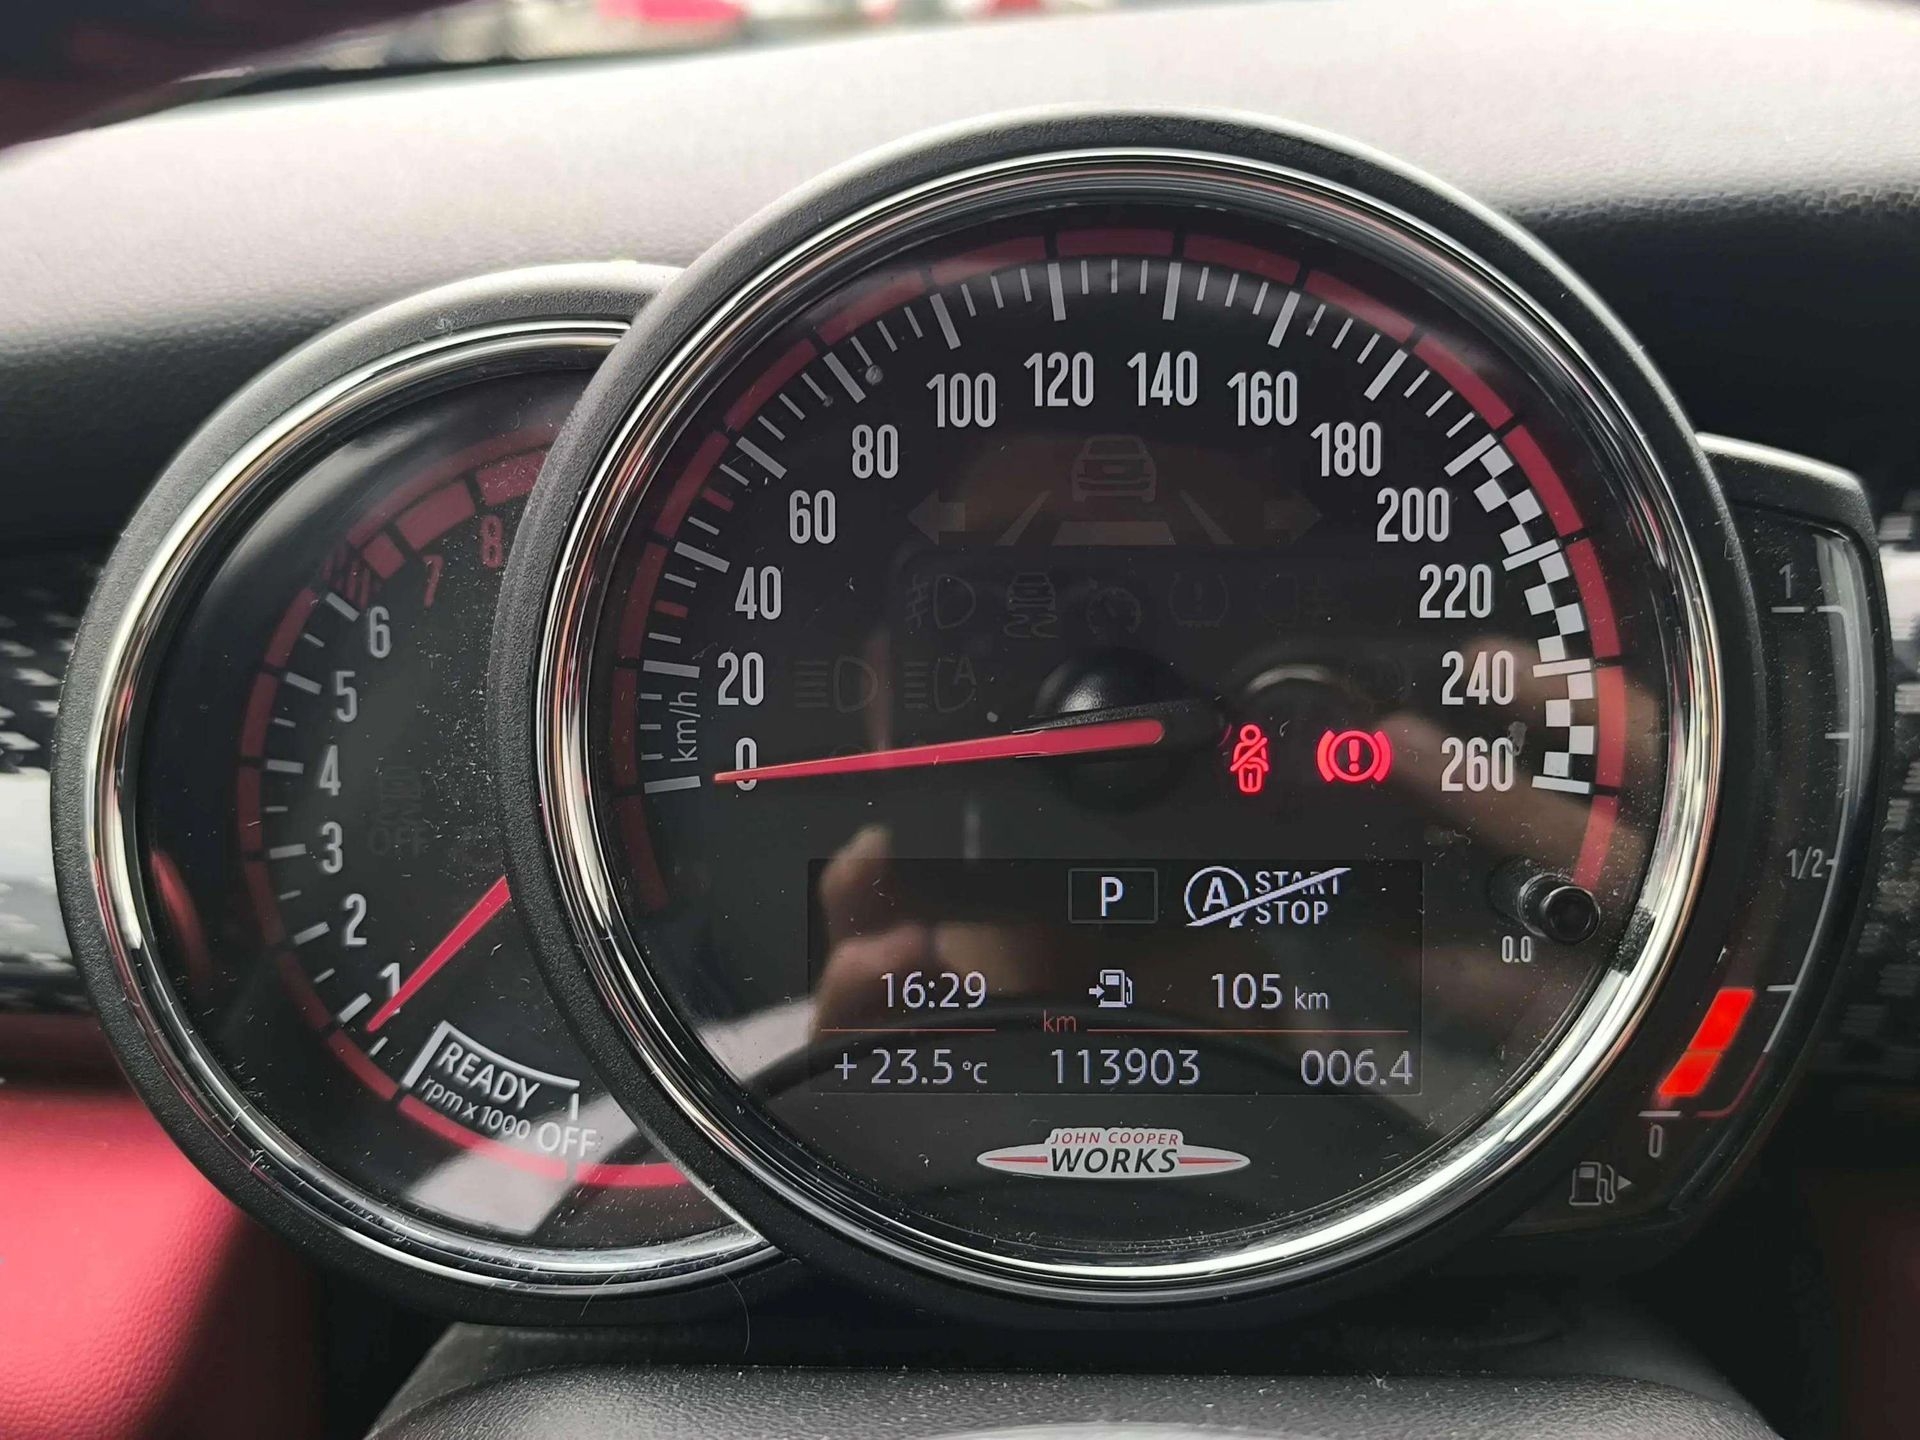 8
7
6
5
4
3
2
1
READY
rpm x 1000
OFF
OFF
0
20
40
60
80
100
120
140
160
180
200
220
240
260
km/h
A
P
A START
STOP
16:29 105 km
km
+ 23.5 °C 113903 006.4
0.0
JOHN COOPER
WORKS
1
1/2
0